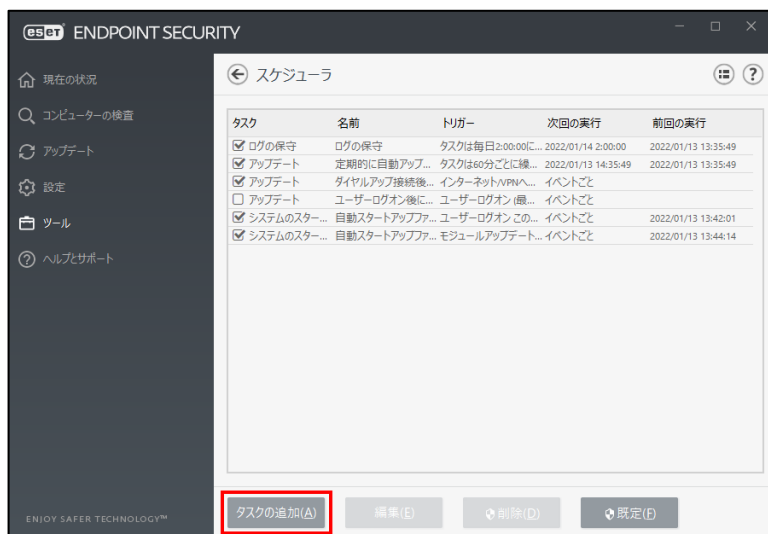 eset ENDPOINT SECURITY
現在の状況
コンピューターの検査
アップデート
設定
ツール
ヘルプとサポート
ENJOY SAFER TECHNOLOGY™
スケジューラ
タスク 名前 トリガー 次回の実行 前回の実行
ログの保守 ログの保守 タスクは毎日2:00:00に... 2022/01/14 2:00:00 2022/01/13 13:35:49
アップデート 定期的に自動アップ... タスクは60分ごとに繰... 2022/01/13 14:35:49 2022/01/13 13:35:49
アップデート ダイヤルアップ接続後... インターネット/VPNへ... イベントごと
アップデート ユーザーログオン後に... ユーザーログオン (最... イベントごと
システムのスター... 自動スタートアップファ... ユーザーログオン この... イベントごと 2022/01/13 13:42:01
システムのスター... 自動スタートアップファ... モジュールアップデート... イベントごと 2022/01/13 13:44:14
タスクの追加(A) 編集(E) 削除(D) 既定(F)